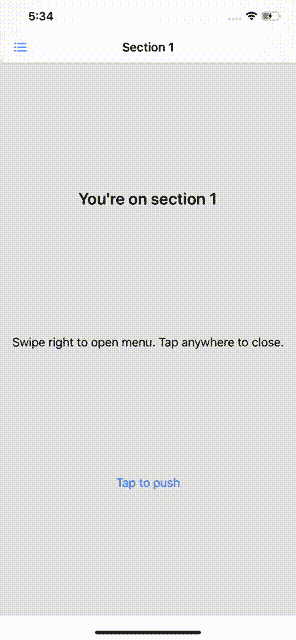 5:34
Section 1
You're on section 1
Swipe right to open menu. Tap anywhere to close.
Tap to push